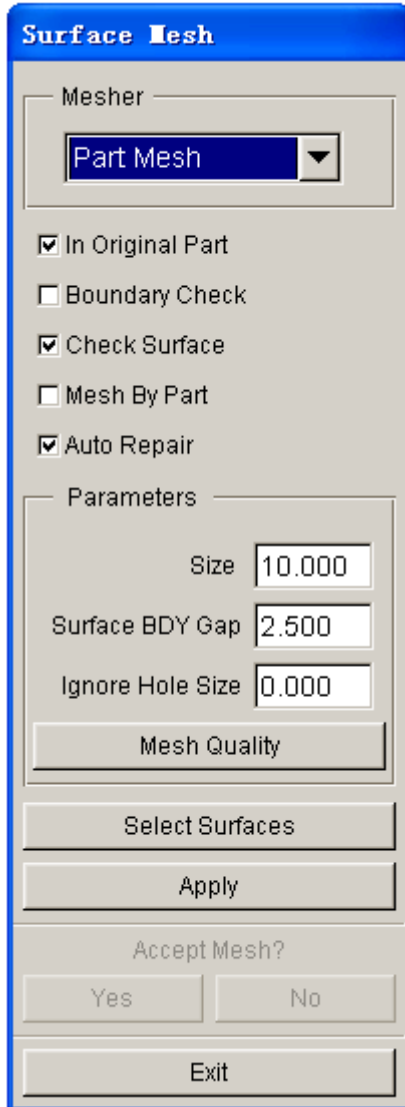 Surface Mesh
Mesher
Part Mesh
In Original Part
Boundary Check
Check Surface
Mesh By Part
Auto Repair
Parameters
Size 10.000
Surface BDY Gap 2.500
Ignore Hole Size 0.000
Mesh Quality
Select Surfaces
Apply
Accept Mesh?
Yes No
Exit